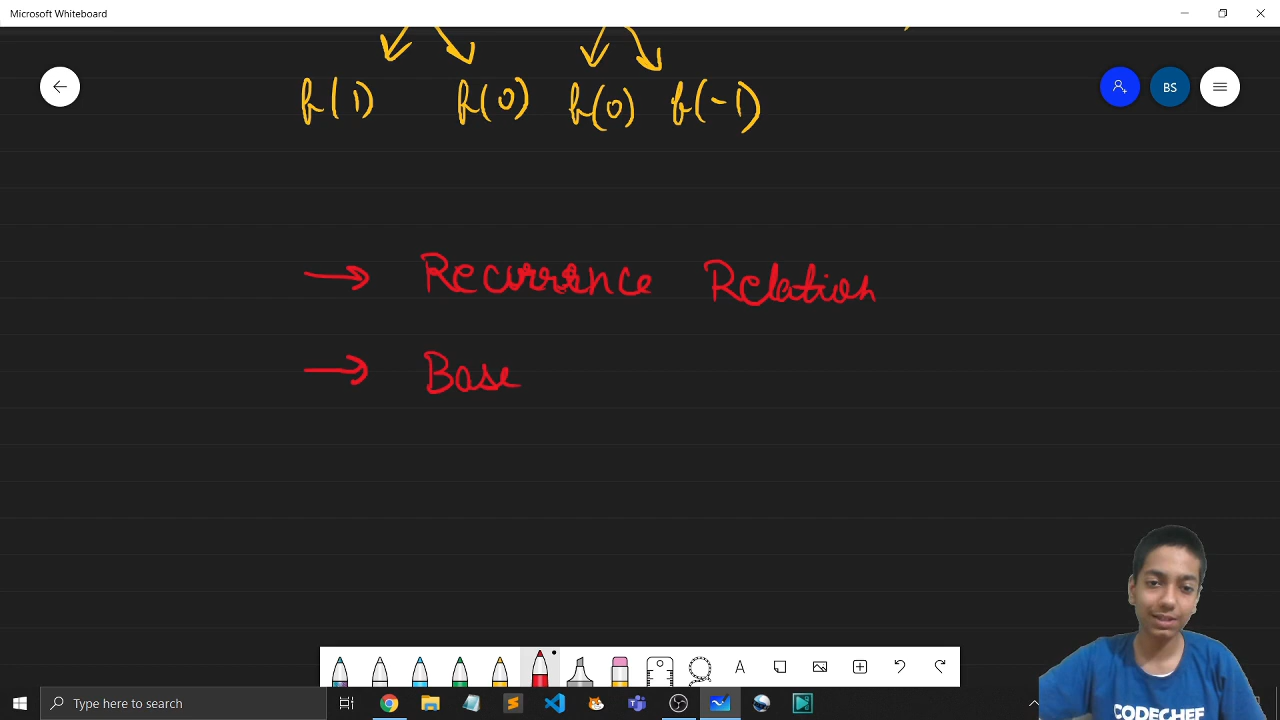 Microsoft Whiteboard
f(1) f(0) f(0) f(-1)
BS
→ Recurrence Relation
→ Base
A
Type here to search
CODECHEF